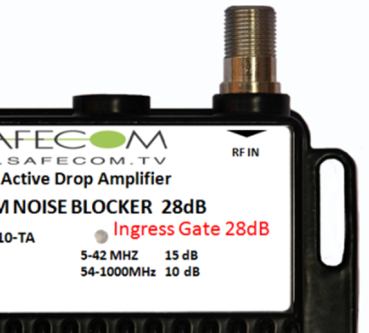 AFECOM
.SAFECOM.TV
RF IN
Active Drop Amplifier
M NOISE BLOCKER 28dB
Ingress Gate 28dB
10-TA
5-42 MHZ 15 dB
54-1000MHz 10 dB